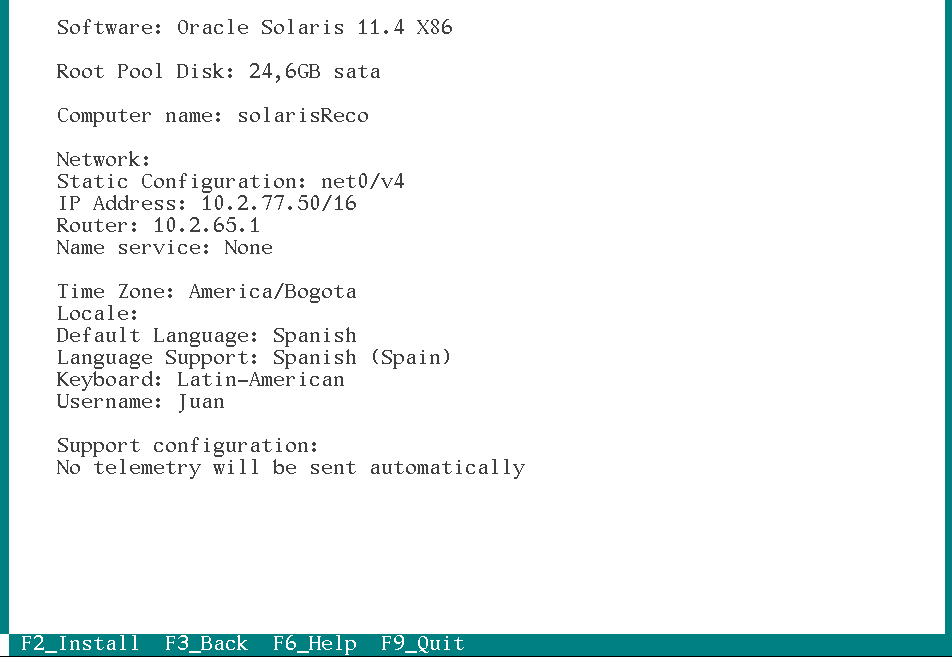 Software: Oracle Solaris 11.4 X86
Root Pool Disk: 24,6GB sata
Computer name: solarisReco
Network:
Static Configuration: net0/v4
IP Address: 10.2.77.50/16
Router: 10.2.65.1
Name service: None
Time Zone: America/Bogota
Locale:
Default Language: Spanish
Language Support: Spanish (Spain)
Keyboard: Latin-American
Username: Juan
Support configuration:
No telemetry will be sent automatically
F2_Install F3_Back F6_Help F9_Quit